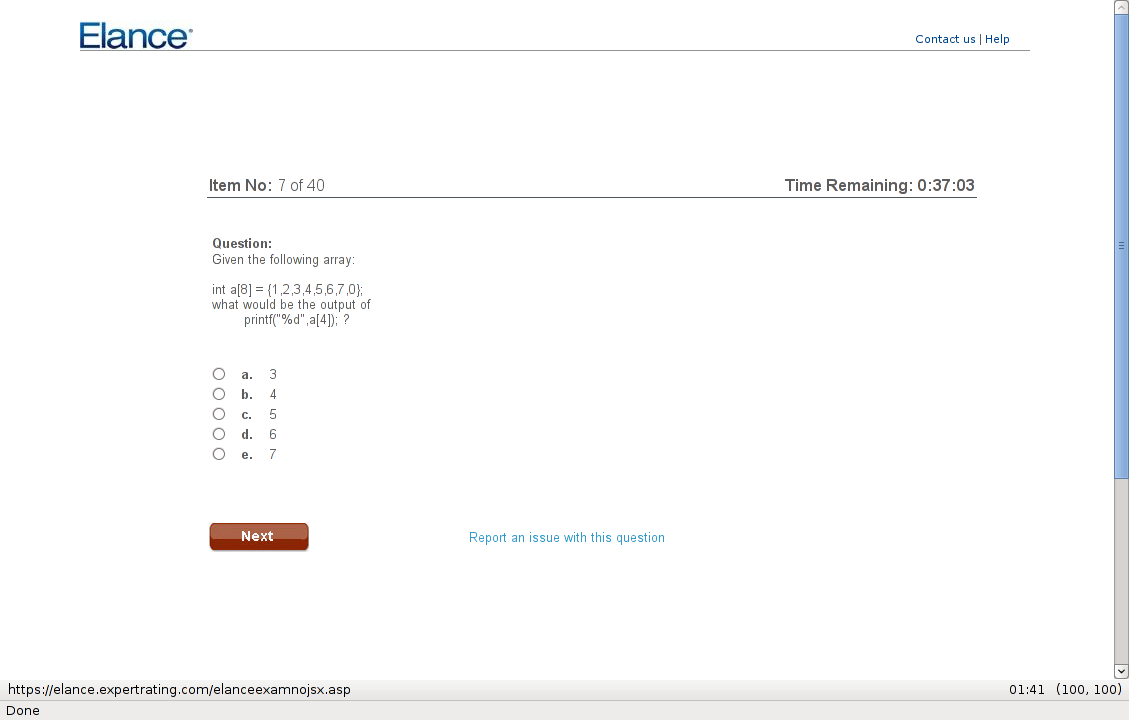 Elance®
Contact us | Help
Item No: 7 of 40
Time Remaining: 0:37:03
Question:
Given the following array:
int a[8] = {1,2,3,4,5,6,7,0};
what would be the output of
printf("%d",a[4]); ?
a. 3
b. 4
c. 5
d. 6
e. 7
Next
Report an issue with this question
https://elance.expertrating.com/elanceexamnojsx.asp
01:41 (100, 100)
Done